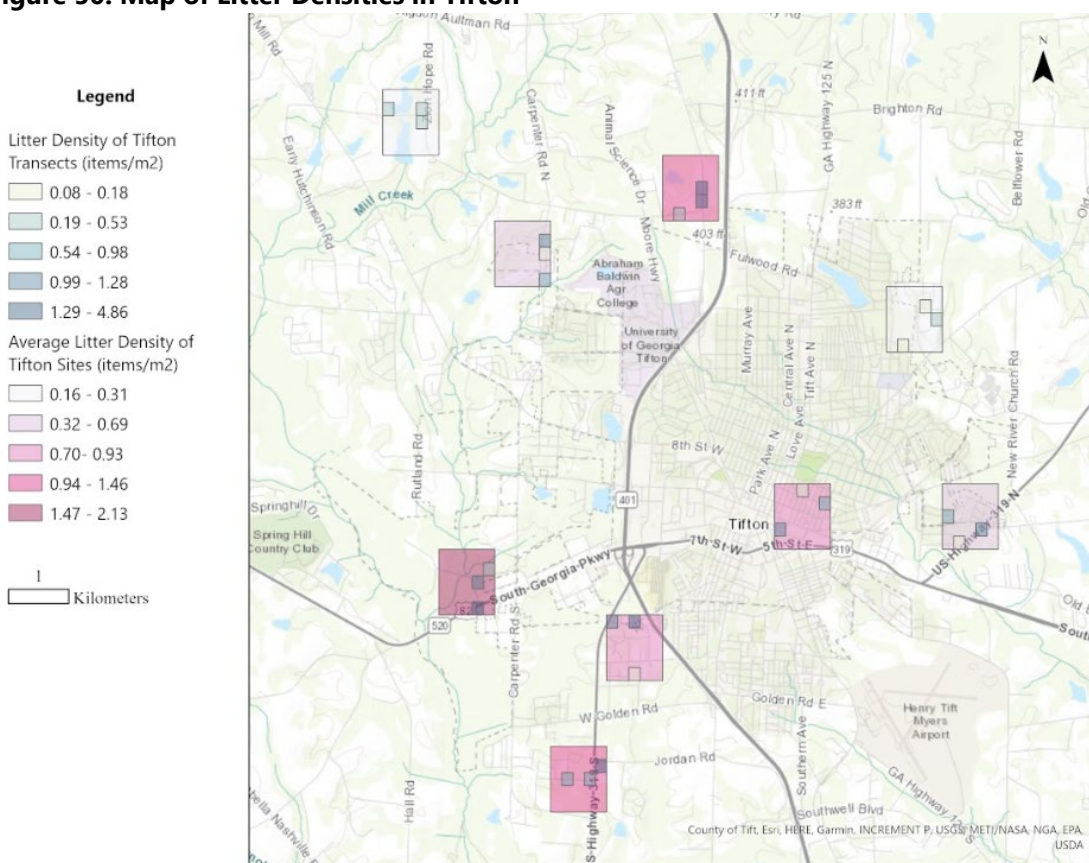 Figure 50: Map of Litter Densities in Tifton
Legend
Litter Density of Tifton
Transects (items/m2)
0.08 - 0.18
0.19 - 0.53
0.54 - 0.98
0.99 - 1.28
1.29 - 4.86
Average Litter Density of
Tifton Sites (items/m2)
0.16 - 0.31
0.32 - 0.69
0.70- 0.93
0.94 - 1.46
1.47 - 2.13
1
Kilometers
N
Aultman Rd
Mill Rd
Hope Rd
411 ft
GA Highway 125 N
Brighton Rd
Carpenter Rd N
Animal Science Dr
Early Hutchinson Rd
Bellflower Rd
Old
Mill Creek
Moore Hwy
383 ft
403 ft
Fulwood Rd
Abraham
Baldwin
Agr.
College
University
of Georgia
Tifton
Murray Ave
Central Ave N
Tift Ave N
Love Ave
Park Ave N
New River Church Rd
8th St W
Rutland Rd
401
Springhill Dr
Spring Hill
Country Club
Tifton
7th-St-W
5th-St-E
319
US-Highway-319-N
South-Georgia-Pkwy
82
520
Carpenter Rd S
Old
South
W Golden Rd
Golden Rd E
Henry Tift
Myers
Airport
Jordan Rd
Southern Ave
S-Highway-319-S
Hall Rd
GA Highway 125 S
Southwell Blvd
Nashville
County of Tift, Esri, HERE, Garmin, INCREMENT P, USGS, METI/NASA, NGA, EPA,
USDA